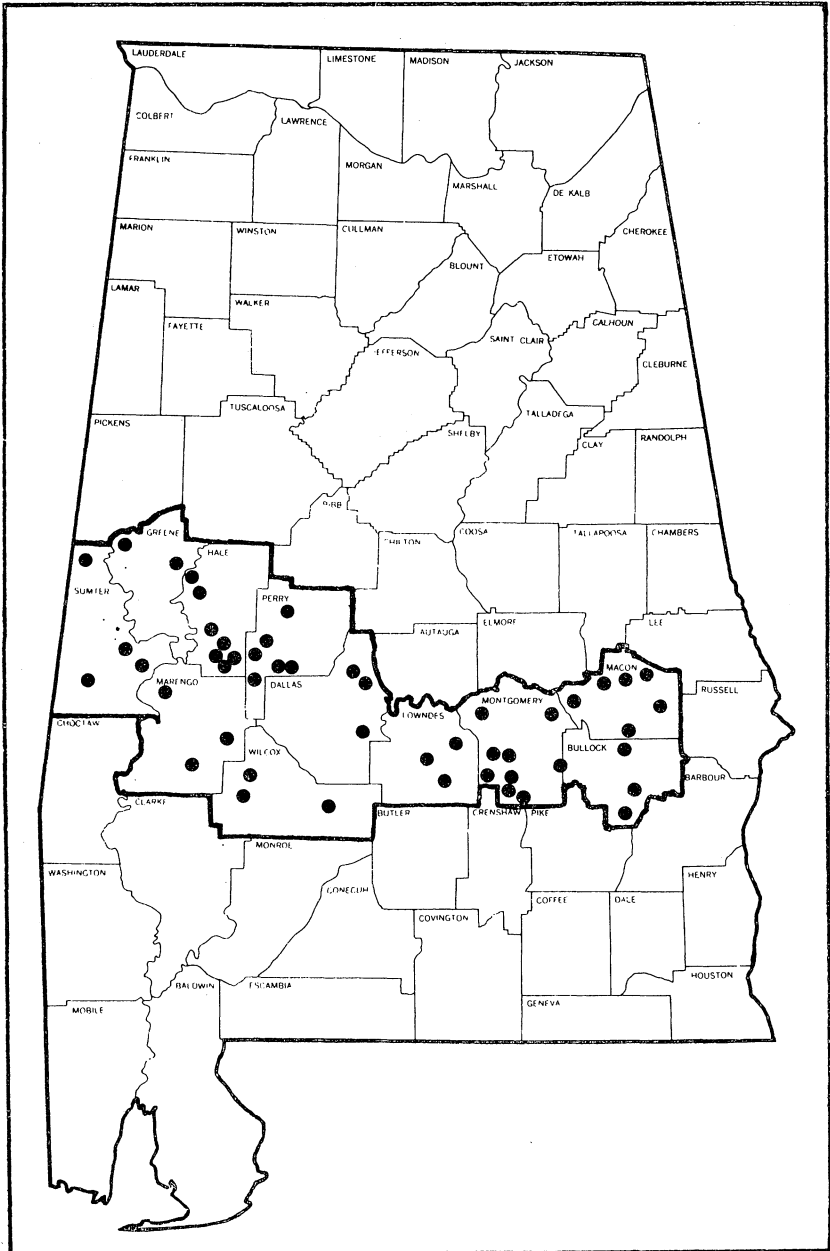 LAUDERDALE
LIMESTONE
MADISON
JACKSON
COLBERT
LAWRENCE
FRANKLIN
MORGAN
MARSHALL
DE KALB
MARION
WINSTON
CULLMAN
CHEROKEE
BLOUNT
ETOWAH
LAMAR
WALKER
FAYETTE
CALHOUN
SAINT CLAIR
JEFFERSON
CLEBURNE
TUSCALOOSA
TALLADEGA
PICKENS
SHELBY
CLAY
RANDOLPH
BIBB
GREENE
COOSA
TALLAPOOSA
CHAMBERS
CHILTON
HALE
SUMTER
PERRY
ELMORE
LEE
AUTAUGA
MACON
MARENGO
DALLAS
RUSSELL
MONTGOMERY
LOWNDES
CHOCTAW
WILCOX
BULLOCK
BARBOUR
CLARKE
BUTLER
CRENSHAW
PIKE
MONROE
WASHINGTON
CONECUH
HENRY
COFFEE
DALE
COVINGTON
HOUSTON
BALDWIN
ESCAMBIA
GENEVA
MOBILE